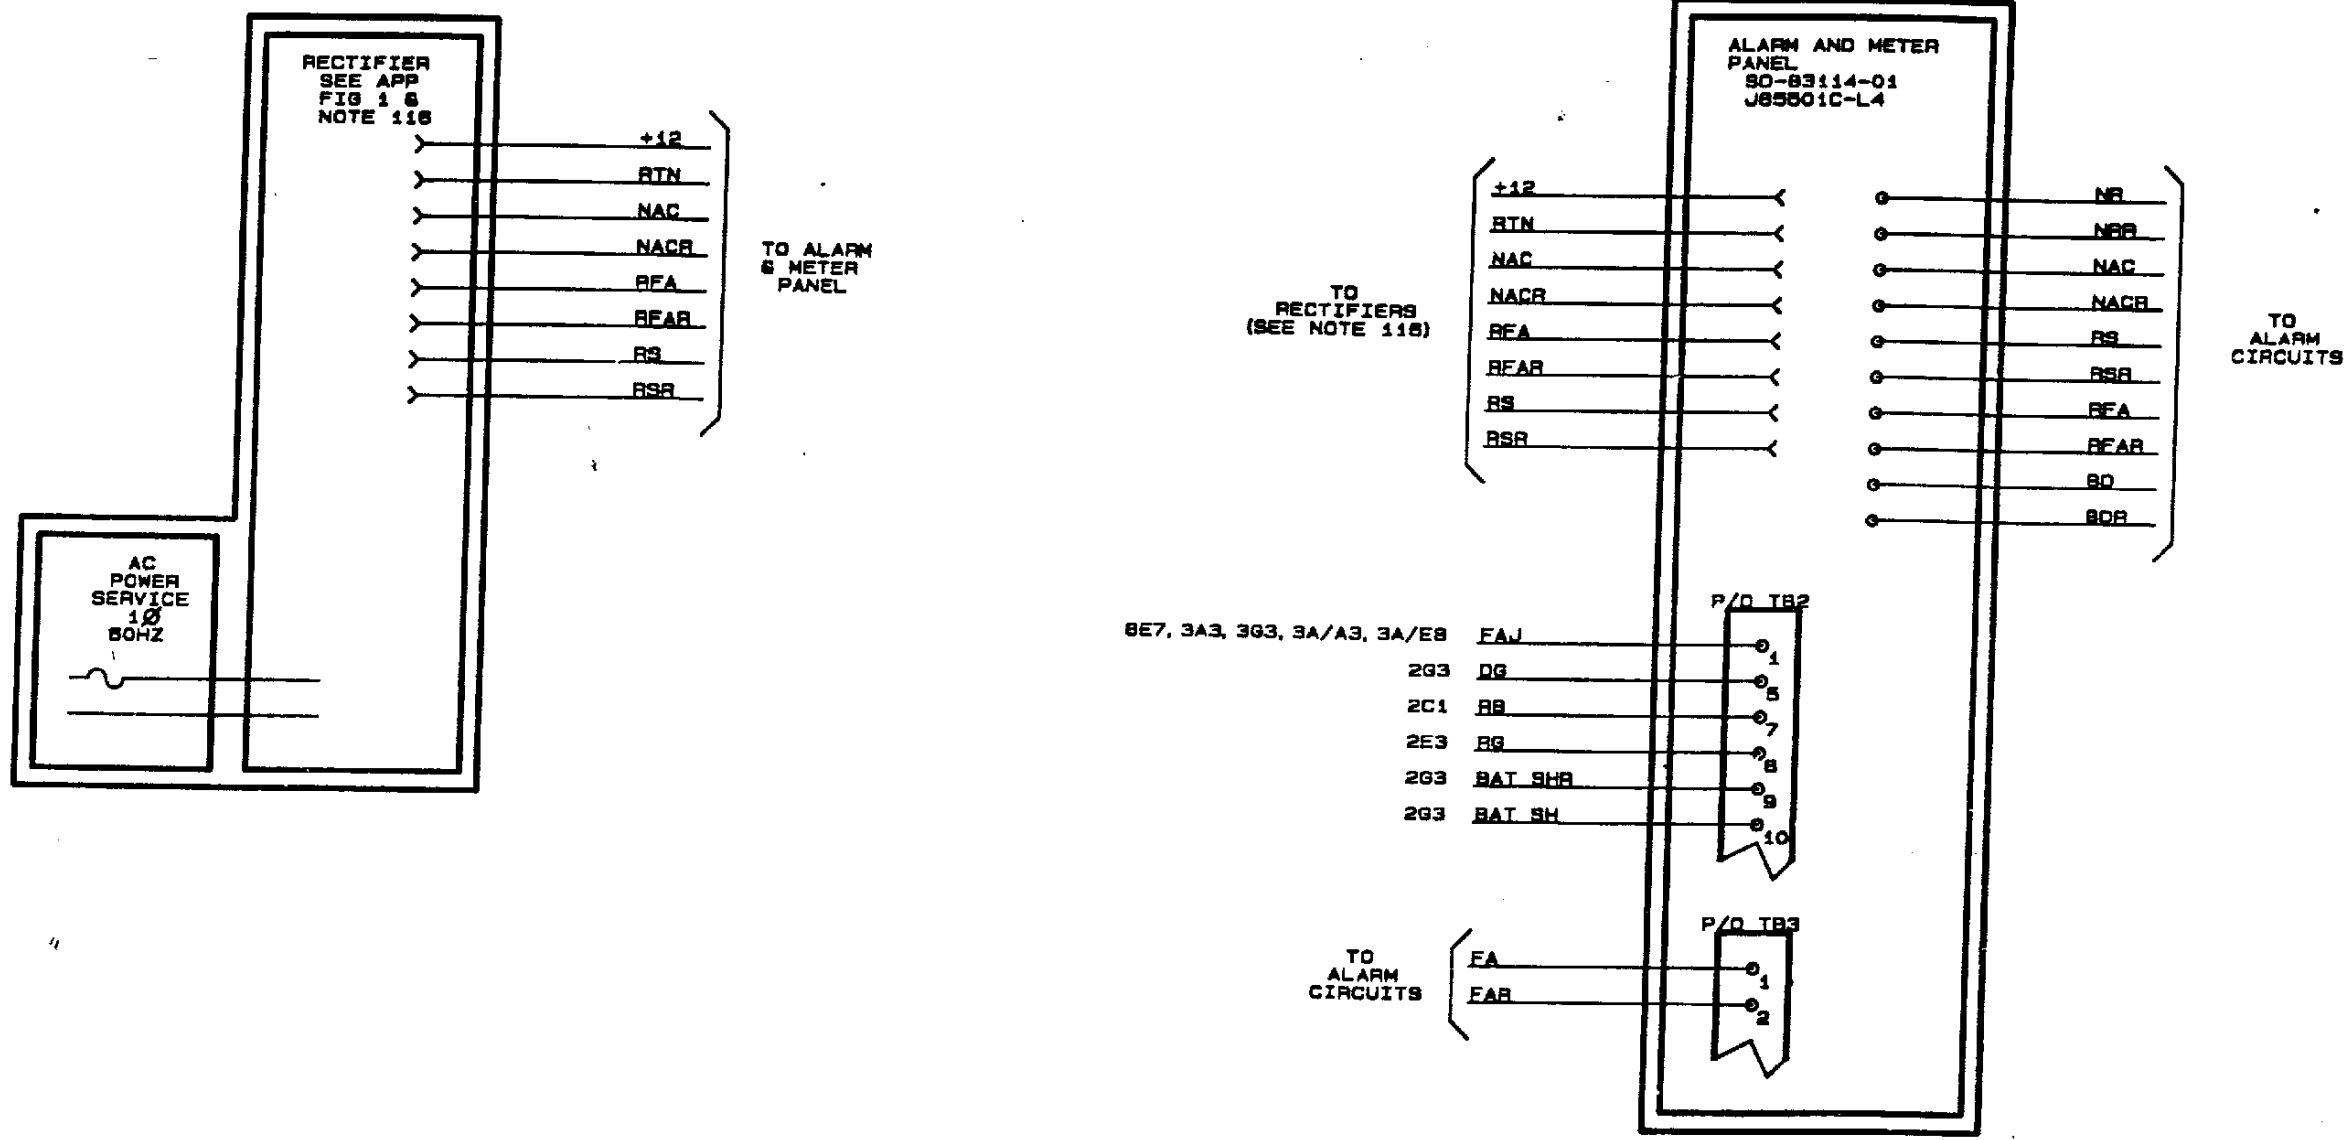 RECTIFIER
SEE APP
FIG 1 &
NOTE 116
+12
RTN
NAC
NACR
RFA
RFAR
RS
RSR
TO ALARM
& METER
PANEL
AC
POWER
SERVICE
1Ø
60HZ
ALARM AND METER
PANEL
SD-83114-01
J85501C-L4
TO
RECTIFIERS
(SEE NOTE 116)
+12
RTN
NAC
NACR
RFA
RFAR
RS
RSR
NR
NRR
NAC
NACR
RS
RSR
RFA
RFAR
BD
BDR
TO
ALARM
CIRCUITS
P/O TB2
8E7, 3A3, 3G3, 3A/A3, 3A/E8 FAJ 1
2G3 DG 5
2C1 RB 7
2E3 RG 8
2G3 BAT SHR 9
2G3 BAT SH 10
P/O TB3
TO
ALARM
CIRCUITS
FA 1
FAR 2